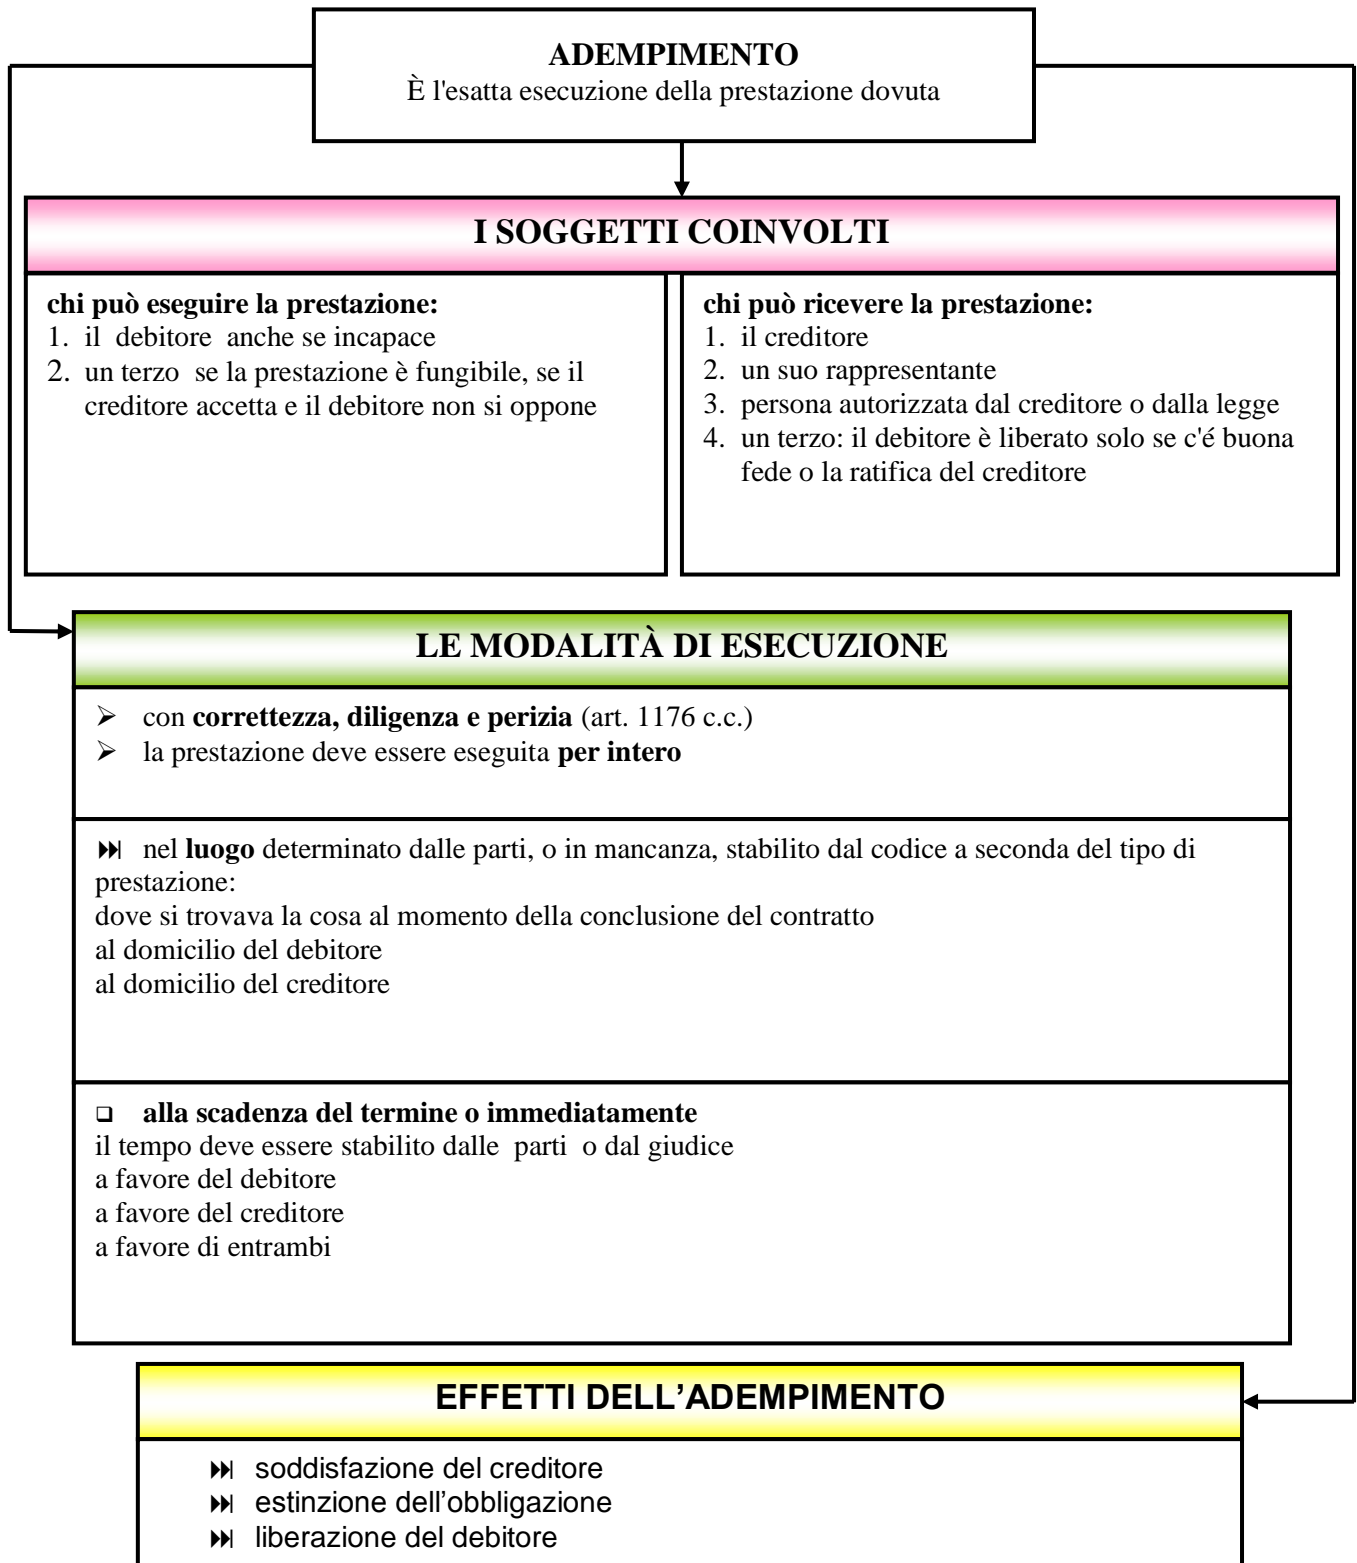 ADEMPIMENTO
È l'esatta esecuzione della prestazione dovuta
I SOGGETTI COINVOLTI
chi può eseguire la prestazione:
1. il debitore anche se incapace
2. un terzo se la prestazione è fungibile, se il
creditore accetta e il debitore non si oppone
chi può ricevere la prestazione:
1. il creditore
2. un suo rappresentante
3. persona autorizzata dal creditore o dalla legge
4. un terzo: il debitore è liberato solo se c'é buona
fede o la ratifica del creditore
LE MODALITÀ DI ESECUZIONE
➢ con correttezza, diligenza e perizia (art. 1176 c.c.)
➢ la prestazione deve essere eseguita per intero
⏭ nel luogo determinato dalle parti, o in mancanza, stabilito dal codice a seconda del tipo di
prestazione:
dove si trovava la cosa al momento della conclusione del contratto
al domicilio del debitore
al domicilio del creditore
❑ alla scadenza del termine o immediatamente
il tempo deve essere stabilito dalle parti o dal giudice
a favore del debitore
a favore del creditore
a favore di entrambi
EFFETTI DELL’ADEMPIMENTO
⏭ soddisfazione del creditore
⏭ estinzione dell’obbligazione
⏭ liberazione del debitore